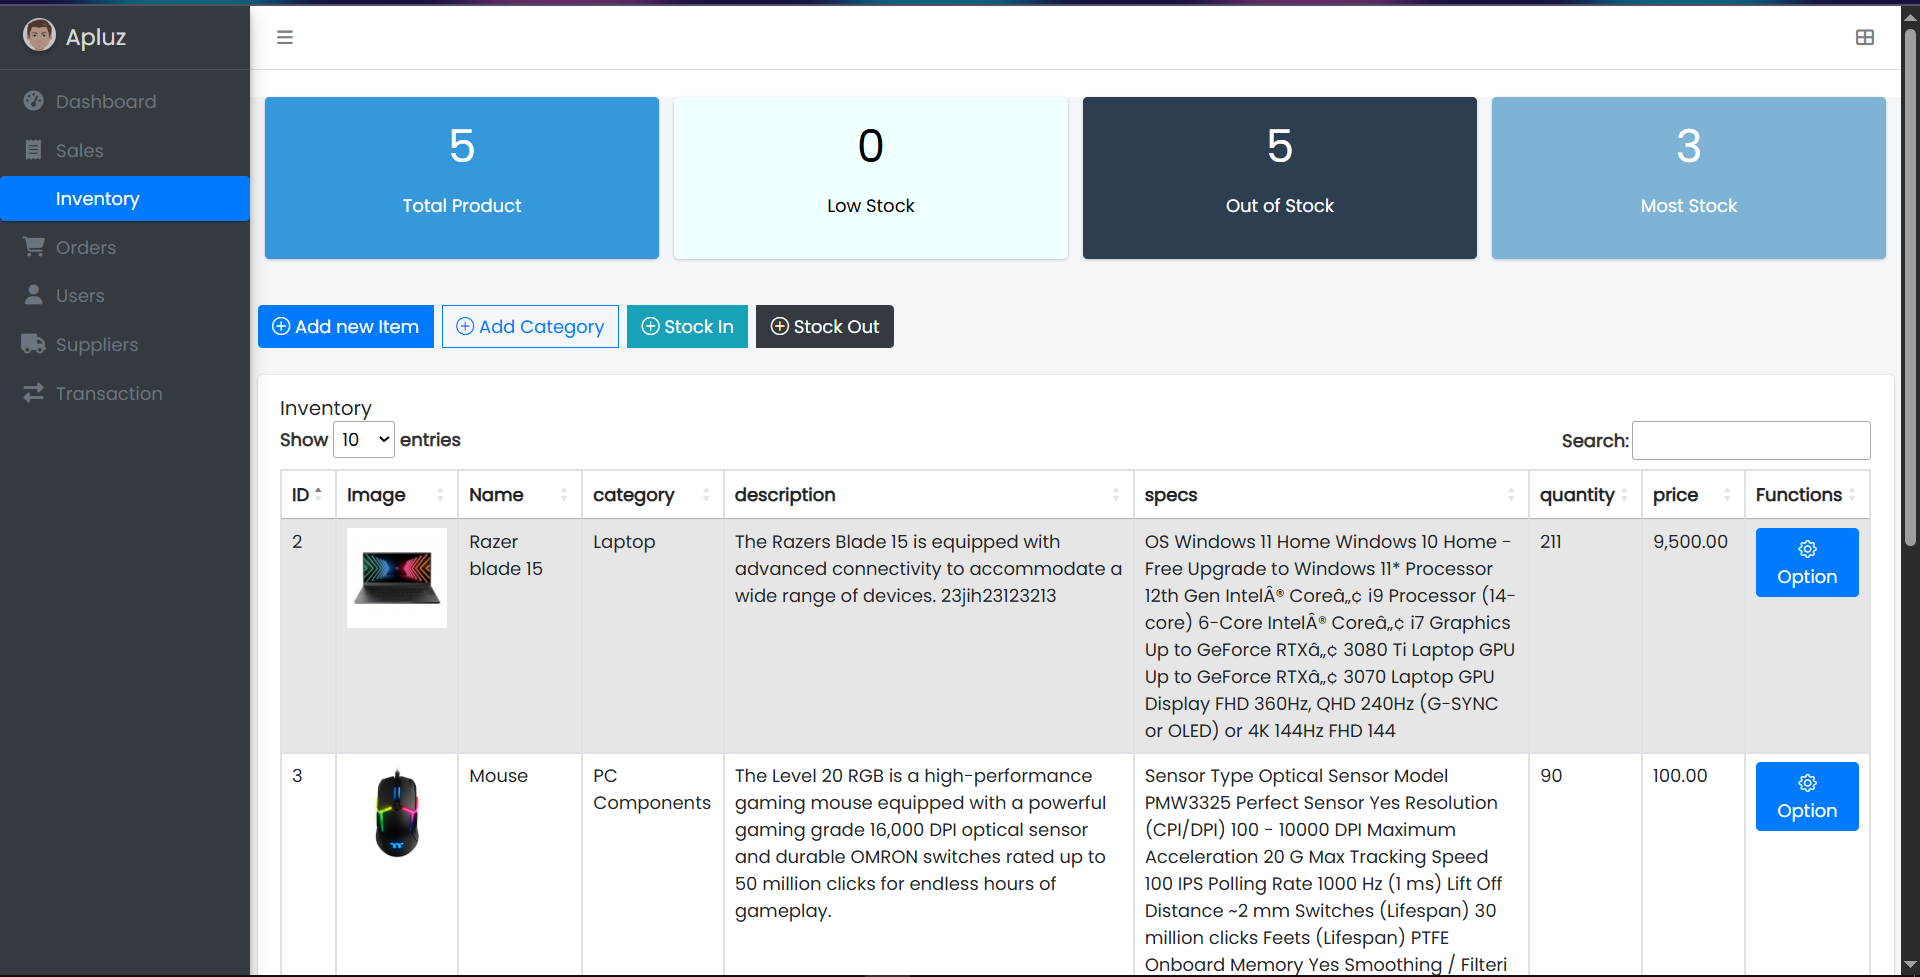 Apluz
Dashboard
Sales
Inventory
Orders
Users
Suppliers
Transaction
5
Total Product
0
Low Stock
5
Out of Stock
3
Most Stock
Add new Item
Add Category
Stock In
Stock Out
Inventory
Show 10 entries
Search:
ID Image Name category description specs quantity price Functions
2
Razer
blade 15
Laptop
The Razers Blade 15 is equipped with
advanced connectivity to accommodate a
wide range of devices. 23jih23123213
OS Windows 11 Home Windows 10 Home -
Free Upgrade to Windows 11* Processor
12th Gen IntelÂ® Coreâ„¢ i9 Processor (14-
core) 6-Core IntelÂ® Coreâ„¢ i7 Graphics
Up to GeForce RTXâ„¢ 3080 Ti Laptop GPU
Up to GeForce RTXâ„¢ 3070 Laptop GPU
Display FHD 360Hz, QHD 240Hz (G-SYNC
or OLED) or 4K 144Hz FHD 144
211
9,500.00
Option
3
Mouse
PC
Components
The Level 20 RGB is a high-performance
gaming mouse equipped with a powerful
gaming grade 16,000 DPI optical sensor
and durable OMRON switches rated up to
50 million clicks for endless hours of
gameplay.
Sensor Type Optical Sensor Model
PMW3325 Perfect Sensor Yes Resolution
(CPI/DPI) 100 - 10000 DPI Maximum
Acceleration 20 G Max Tracking Speed
100 IPS Polling Rate 1000 Hz (1 ms) Lift Off
Distance ~2 mm Switches (Lifespan) 30
million clicks Feets (Lifespan) PTFE
Onboard Memory Yes Smoothing / Filteri
90
100.00
Option